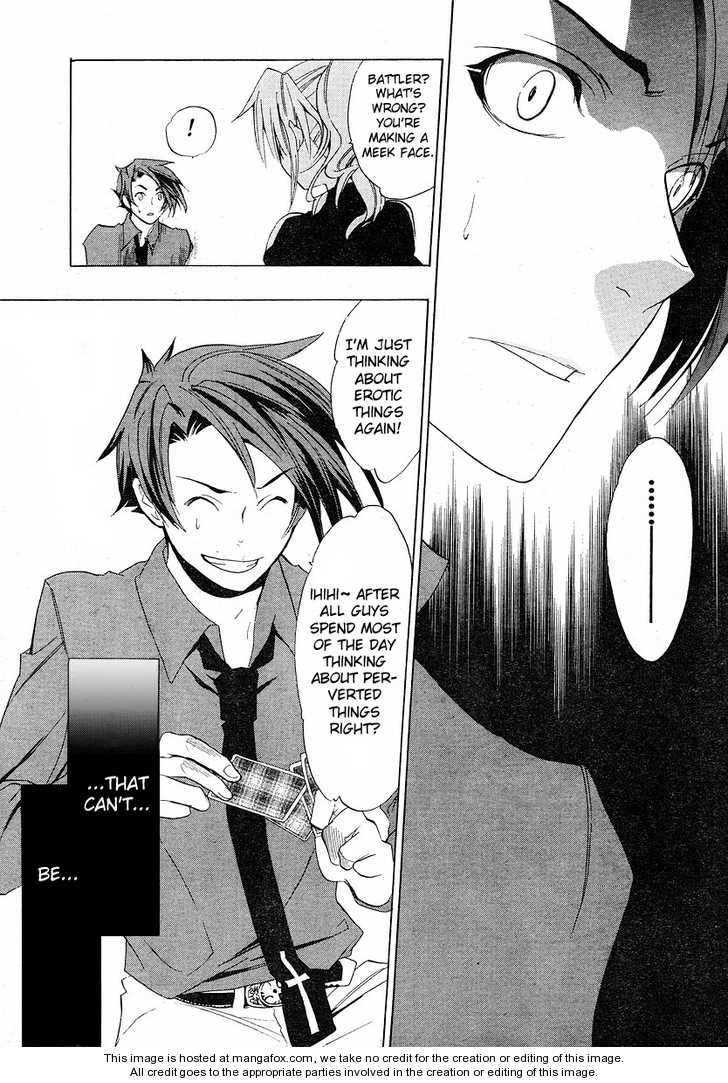 ......
BATTLER?
WHAT'S
WRONG?
YOU'RE
MAKING A
MEEK FACE.
!
I'M JUST
THINKING
ABOUT
EROTIC
THINGS
AGAIN!
IHIHI~ AFTER
ALL GUYS
SPEND MOST
OF THE DAY
THINKING
ABOUT PER-
VERTED
THINGS
RIGHT?
...THAT
CAN'T...
BE...
This image is hosted at mangafox.com, we take no credit for the creation or editing of this image.
All credit goes to the appropriate parties involved in the creation or editing of this image.